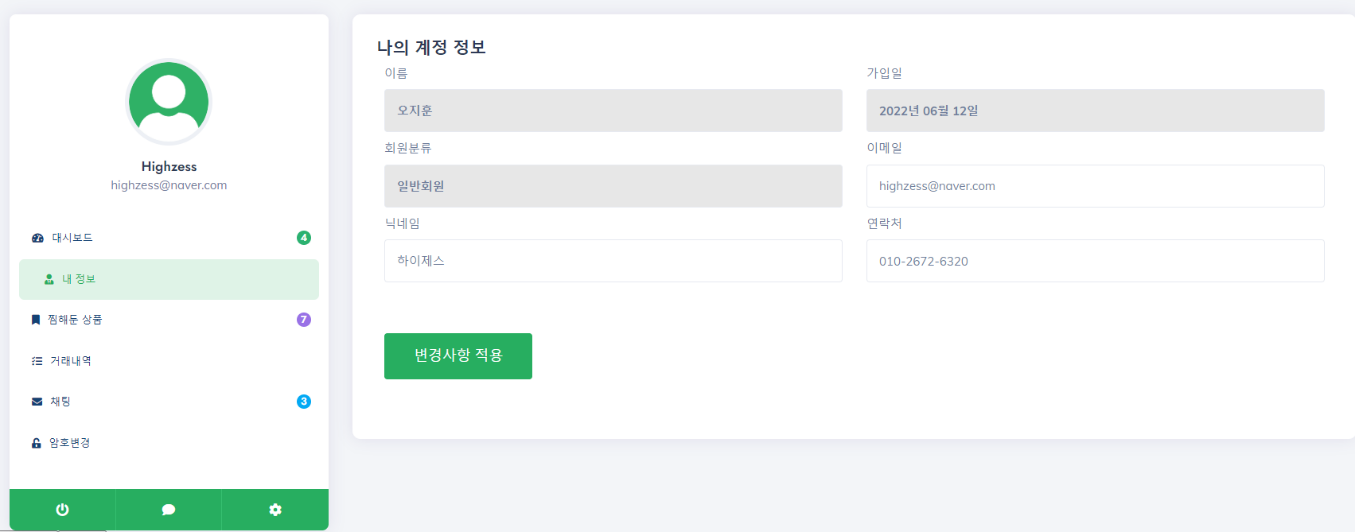 Highzess
highzess@naver.com
대시보드 4
내 정보
찜해둔 상품 7
거래내역
채팅 3
암호변경
나의 계정 정보
이름
오지훈
가입일
2022년 06월 12일
회원분류
일반회원
이메일
highzess@naver.com
닉네임
하이제스
연락처
010-2672-6320
변경사항 적용